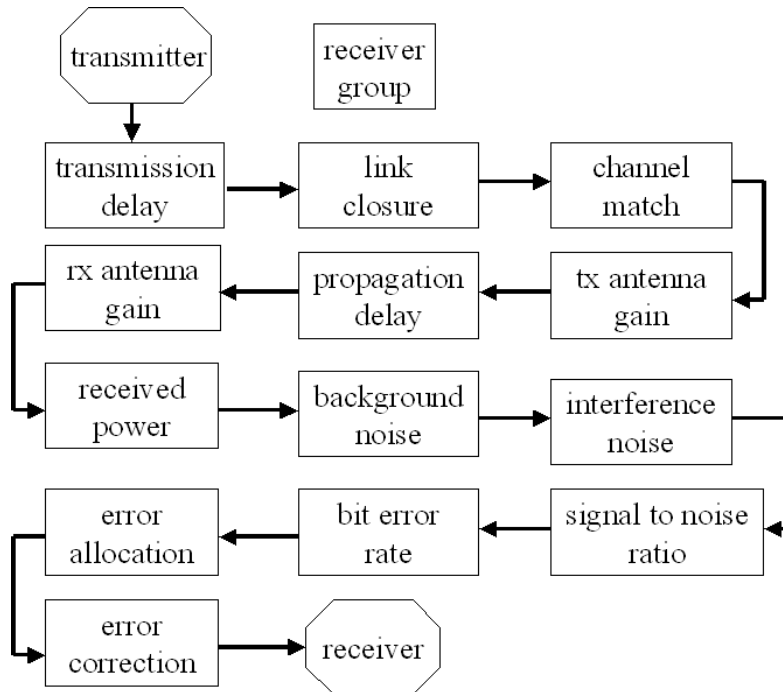 transmitter
receiver
group
transmission
delay
link
closure
channel
match
rx antenna
gain
propagation
delay
tx antenna
gain
received
power
background
noise
interference
noise
error
allocation
bit error
rate
signal to noise
ratio
error
correction
receiver